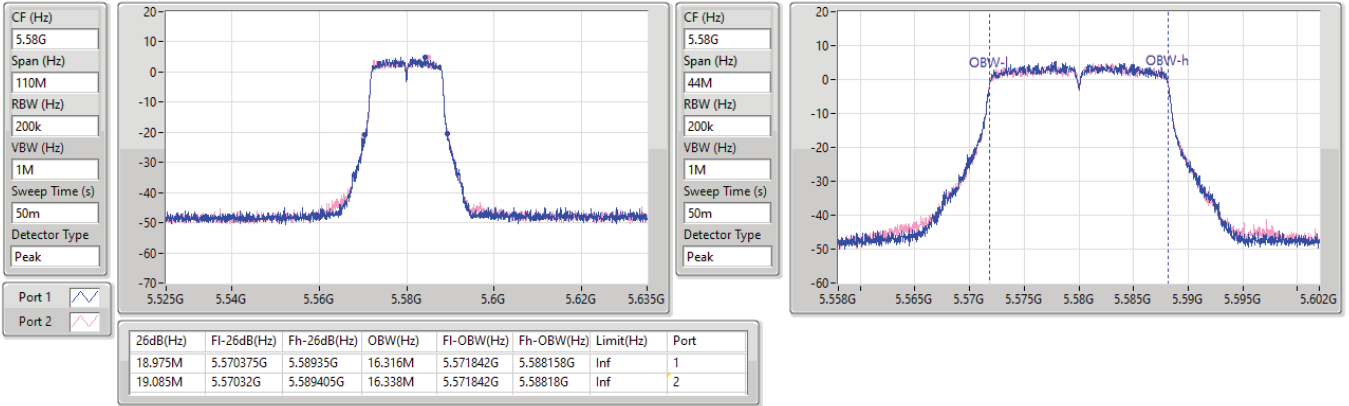 CF (Hz)
5.58G
Span (Hz)
110M
RBW (Hz)
200k
VBW (Hz)
1M
Sweep Time (s)
50m
Detector Type
Peak
Port 1
Port 2
20
10
0
-10
-20
-30
-40
-50
-60
-70
5.525G 5.54G 5.56G 5.58G 5.6G 5.62G 5.635G
CF (Hz)
5.58G
Span (Hz)
44M
RBW (Hz)
200k
VBW (Hz)
1M
Sweep Time (s)
50m
Detector Type
Peak
20
10
0
-10
-20
-30
-40
-50
-60
OBW-l OBW-h
5.558G 5.565G 5.57G 5.575G 5.58G 5.585G 5.59G 5.595G 5.602G
26dB(Hz) Fl-26dB(Hz) Fh-26dB(Hz) OBW(Hz) Fl-OBW(Hz) Fh-OBW(Hz) Limit(Hz) Port
18.975M 5.570375G 5.58935G 16.316M 5.571842G 5.588158G Inf 1
19.085M 5.57032G 5.589405G 16.338M 5.571842G 5.58818G Inf 2